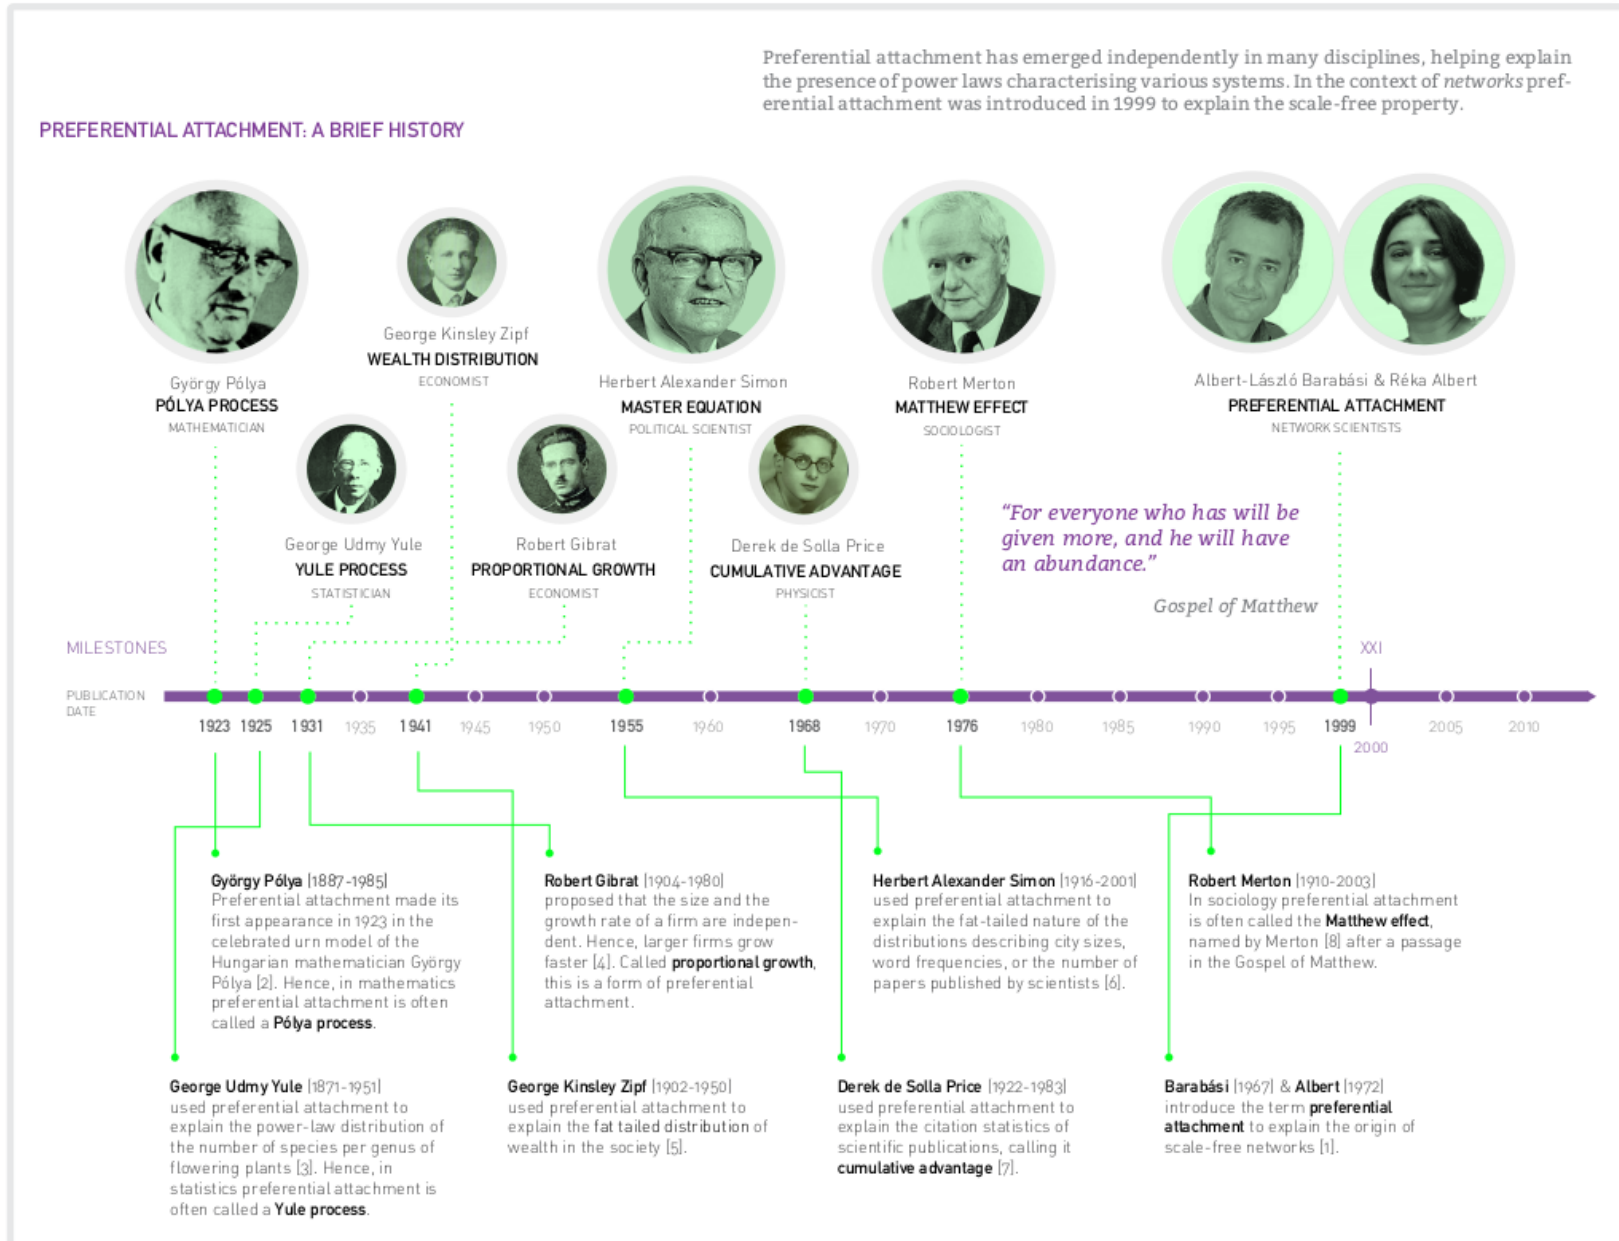 Preferential attachment has emerged independently in many disciplines, helping explain
the presence of power laws characterising various systems. In the context of networks pref-
erential attachment was introduced in 1999 to explain the scale-free property.
PREFERENTIAL ATTACHMENT: A BRIEF HISTORY
György Pólya
PÓLYA PROCESS
MATHEMATICIAN
George Kinsley Zipf
WEALTH DISTRIBUTION
ECONOMIST
Herbert Alexander Simon
MASTER EQUATION
POLITICAL SCIENTIST
Robert Merton
MATTHEW EFFECT
SOCIOLOGIST
Albert-László Barabási & Réka Albert
PREFERENTIAL ATTACHMENT
NETWORK SCIENTISTS
George Udmy Yule
YULE PROCESS
STATISTICIAN
Robert Gibrat
PROPORTIONAL GROWTH
ECONOMIST
Derek de Solla Price
CUMULATIVE ADVANTAGE
PHYSICIST
“For everyone who has will be
given more, and he will have
an abundance.”
Gospel of Matthew
MILESTONES
XXI
PUBLICATION
DATE
1923 1925 1931 1935 1941 1945 1950 1955 1960 1968 1970 1976 1980 1985 1990 1995 1999 2005 2010
2000
György Pólya (1887-1985)
Preferential attachment made its
first appearance in 1923 in the
celebrated urn model of the
Hungarian mathematician György
Pólya [2]. Hence, in mathematics
preferential attachment is often
called a Pólya process.
Robert Gibrat (1904-1980)
proposed that the size and the
growth rate of a firm are indepen-
dent. Hence, larger firms grow
faster [4]. Called proportional growth,
this is a form of preferential
attachment.
Herbert Alexander Simon (1916-2001)
used preferential attachment to
explain the fat-tailed nature of the
distributions describing city sizes,
word frequencies, or the number of
papers published by scientists [6].
Robert Merton (1910-2003)
In sociology preferential attachment
is often called the Matthew effect,
named by Merton [8] after a passage
in the Gospel of Matthew.
George Udmy Yule (1871-1951)
used preferential attachment to
explain the power-law distribution of
the number of species per genus of
flowering plants [3]. Hence, in
statistics preferential attachment is
often called a Yule process.
George Kinsley Zipf (1902-1950)
used preferential attachment to
explain the fat tailed distribution of
wealth in the society [5].
Derek de Solla Price (1922-1983)
used preferential attachment to
explain the citation statistics of
scientific publications, calling it
cumulative advantage [7].
Barabási (1967) & Albert (1972)
introduce the term preferential
attachment to explain the origin of
scale-free networks [1].